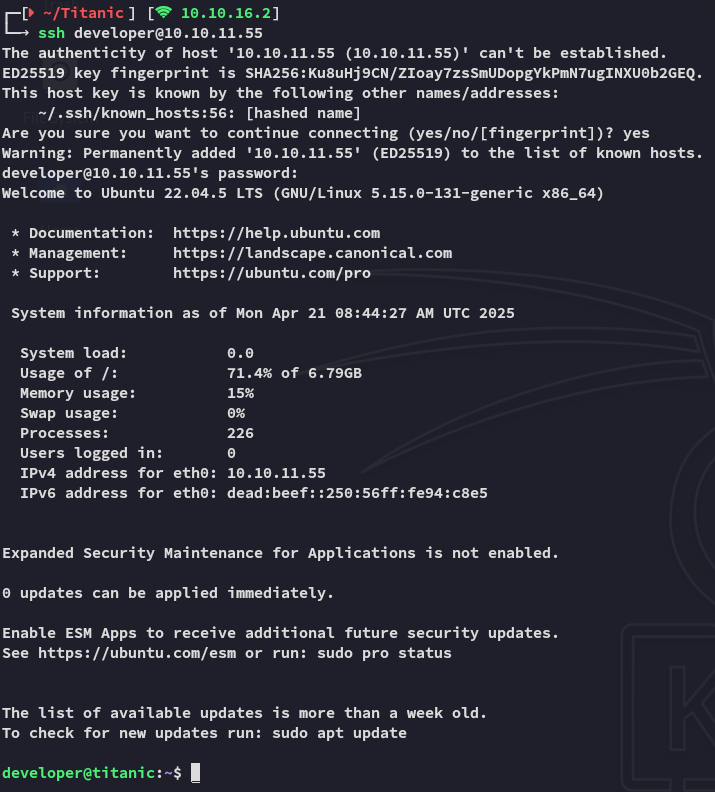 ┌─[ ~/Titanic ] [ 10.10.16.2]
└─→ ssh developer@10.10.11.55
The authenticity of host '10.10.11.55 (10.10.11.55)' can't be established.
ED25519 key fingerprint is SHA256:Ku8uHj9CN/ZIoay7zsSmUDopgYkPmN7ugINXU0b2GEQ.
This host key is known by the following other names/addresses:
    ~/.ssh/known_hosts:56: [hashed name]
Are you sure you want to continue connecting (yes/no/[fingerprint])? yes
Warning: Permanently added '10.10.11.55' (ED25519) to the list of known hosts.
developer@10.10.11.55's password:
Welcome to Ubuntu 22.04.5 LTS (GNU/Linux 5.15.0-131-generic x86_64)
 * Documentation:  https://help.ubuntu.com
 * Management:     https://landscape.canonical.com
 * Support:        https://ubuntu.com/pro
 System information as of Mon Apr 21 08:44:27 AM UTC 2025
  System load:           0.0
  Usage of /:            71.4% of 6.79GB
  Memory usage:          15%
  Swap usage:            0%
  Processes:             226
  Users logged in:       0
  IPv4 address for eth0: 10.10.11.55
  IPv6 address for eth0: dead:beef::250:56ff:fe94:c8e5
Expanded Security Maintenance for Applications is not enabled.
0 updates can be applied immediately.
Enable ESM Apps to receive additional future security updates.
See https://ubuntu.com/esm or run: sudo pro status
The list of available updates is more than a week old.
To check for new updates run: sudo apt update
developer@titanic:~$